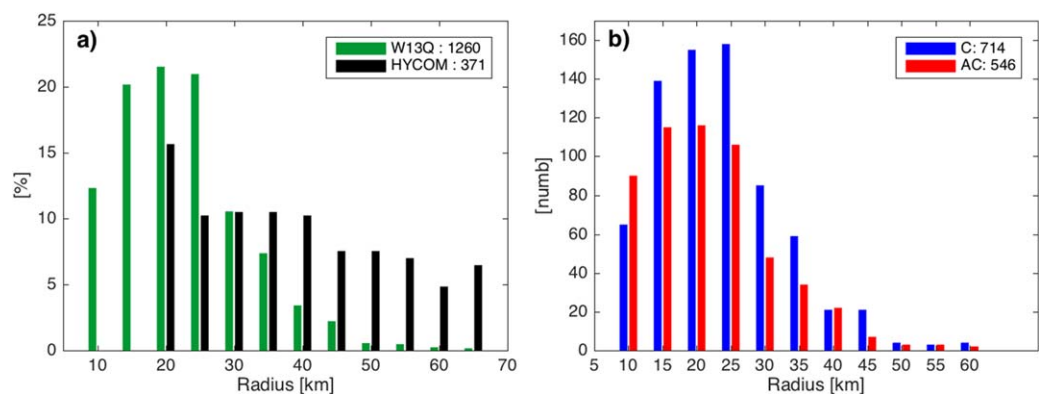 a)
W13Q : 1260
HYCOM : 371
[%]
25
20
15
10
5
0
10 20 30 40 50 60 70
Radius [km]
b)
C: 714
AC: 546
[numb]
160
140
120
100
80
60
40
20
0
5 10 15 20 25 30 35 40 45 50 55 60
Radius [km]